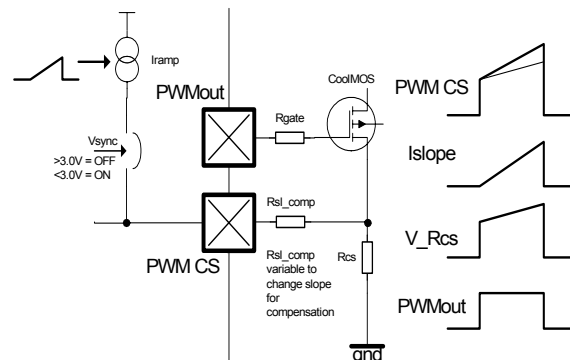 Iramp
CoolMOS
PWMout
Rgate
PWM CS
Vsync
>3.0V = OFF
<3.0V = ON
Islope
Rsl_comp
V_Rcs
PWM CS
Rsl_comp
variable to
change slope
for
compensation
Rcs
PWMout
gnd